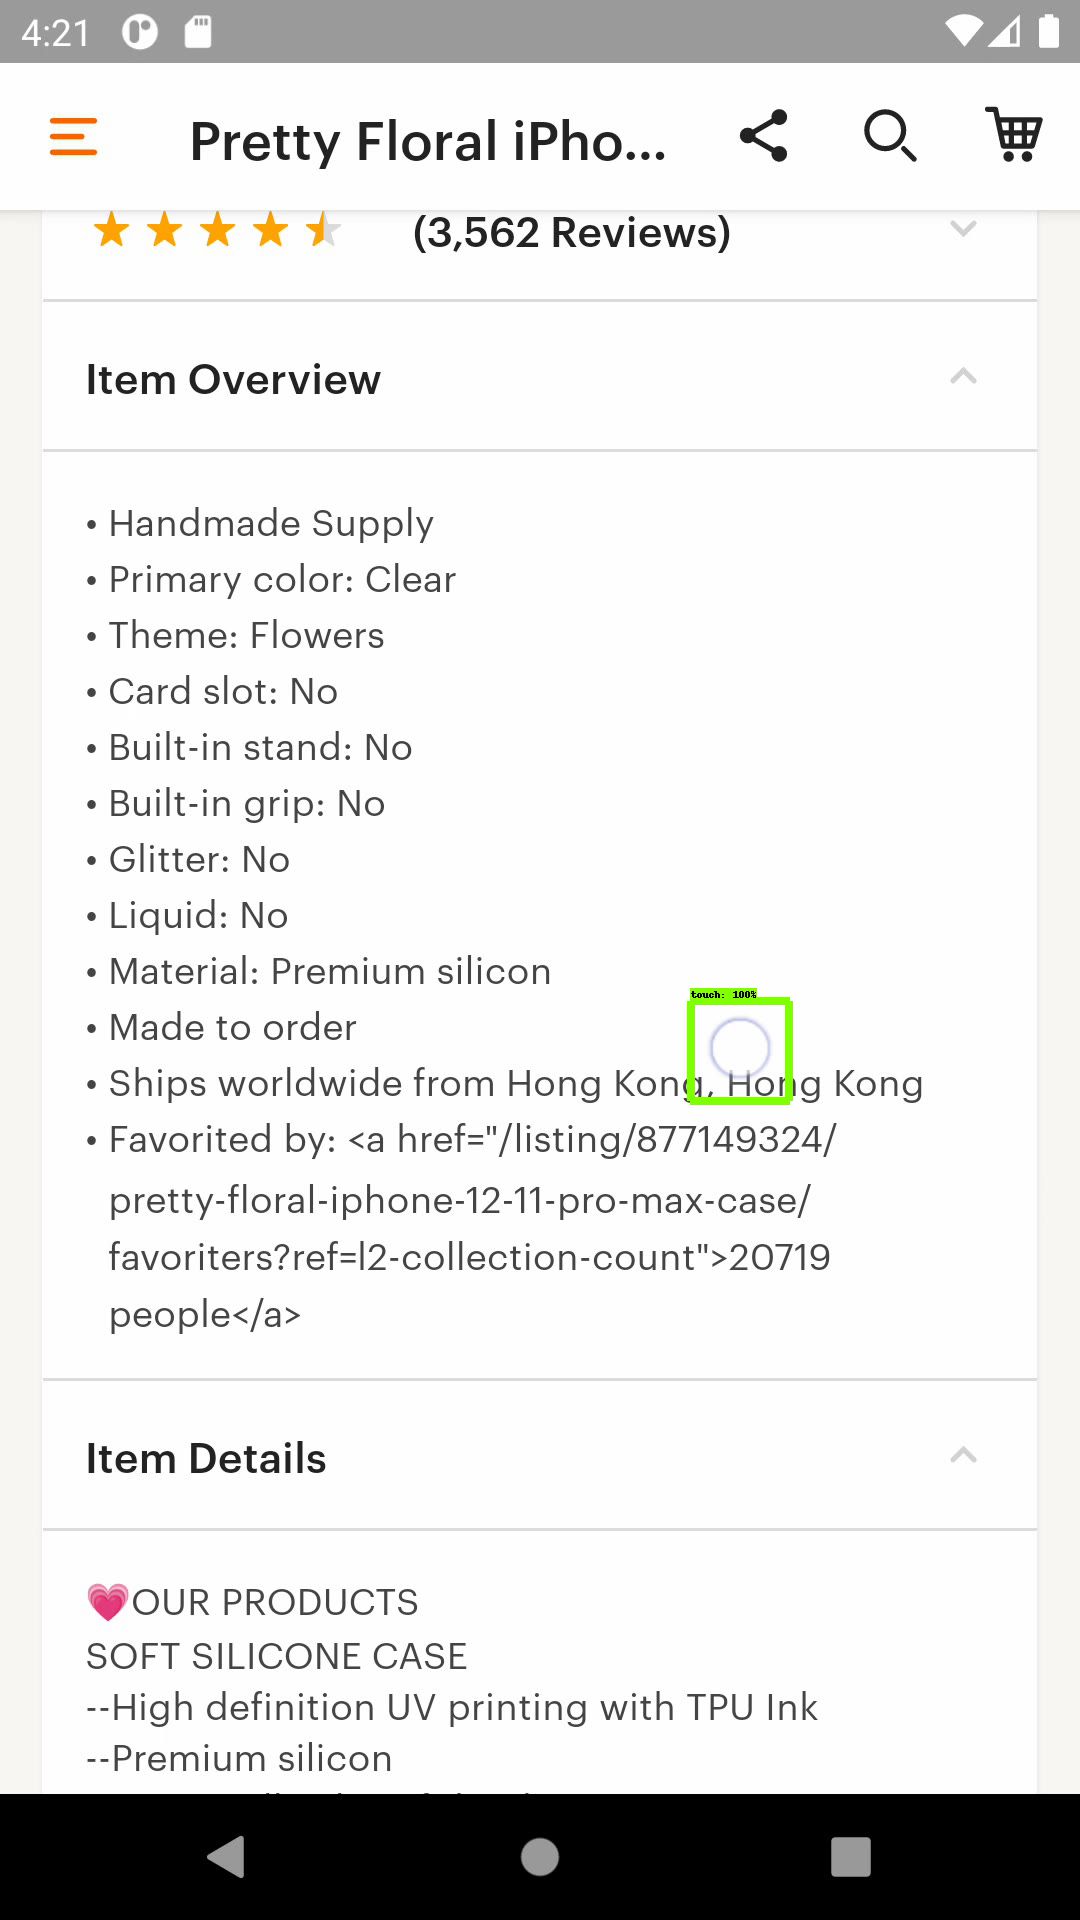 4:21
Pretty Floral iPho...
(3,562 Reviews)
Item Overview
• Handmade Supply
• Primary color: Clear
• Theme: Flowers
• Card slot: No
• Built-in stand: No
• Built-in grip: No
• Glitter: No
• Liquid: No
• Material: Premium silicon
touch: 100%
• Made to order
• Ships worldwide from Hong Kong, Hong Kong
• Favorited by: <a href="/listing/877149324/
pretty-floral-iphone-12-11-pro-max-case/
favoriters?ref=l2-collection-count">20719
people</a>
Item Details
💗OUR PRODUCTS
SOFT SILICONE CASE
--High definition UV printing with TPU Ink
--Premium silicon